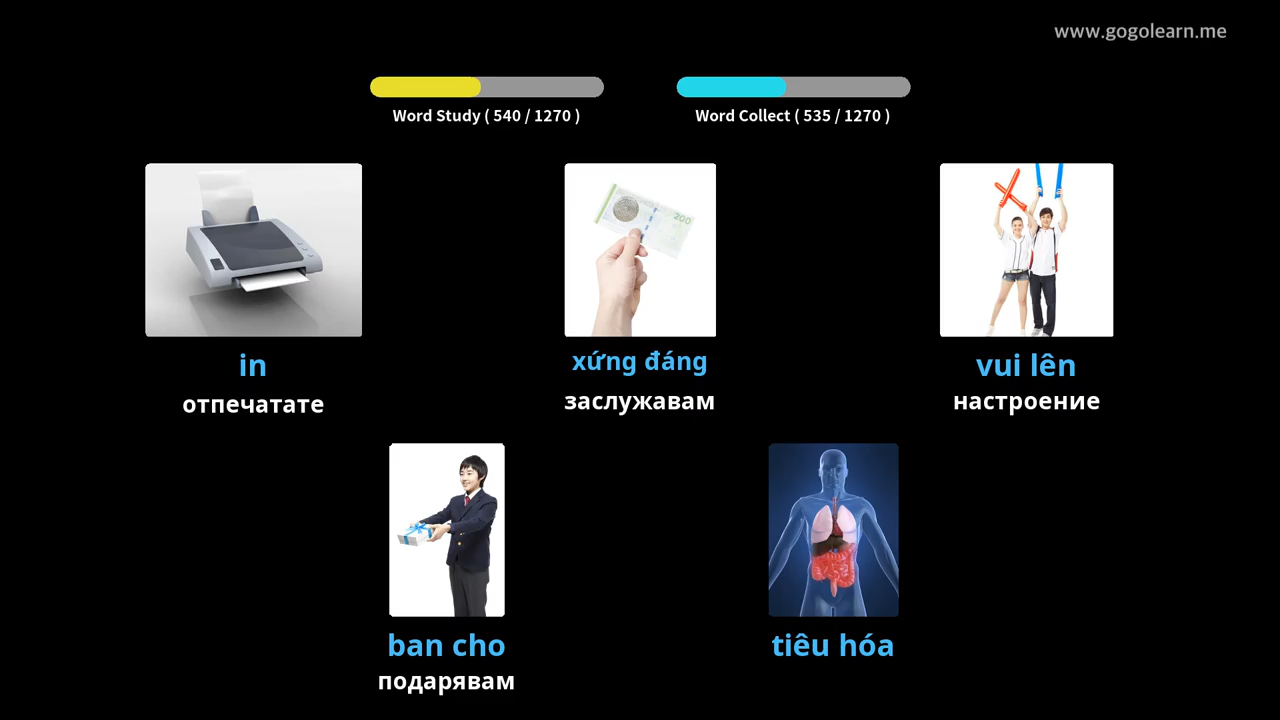 www.gogolearn.me
Word Study ( 540 / 1270 )
Word Collect ( 535 / 1270 )
200
in
отпечатате
xứng đáng
заслужавам
vui lên
настроение
ban cho
подарявам
tiêu hóa